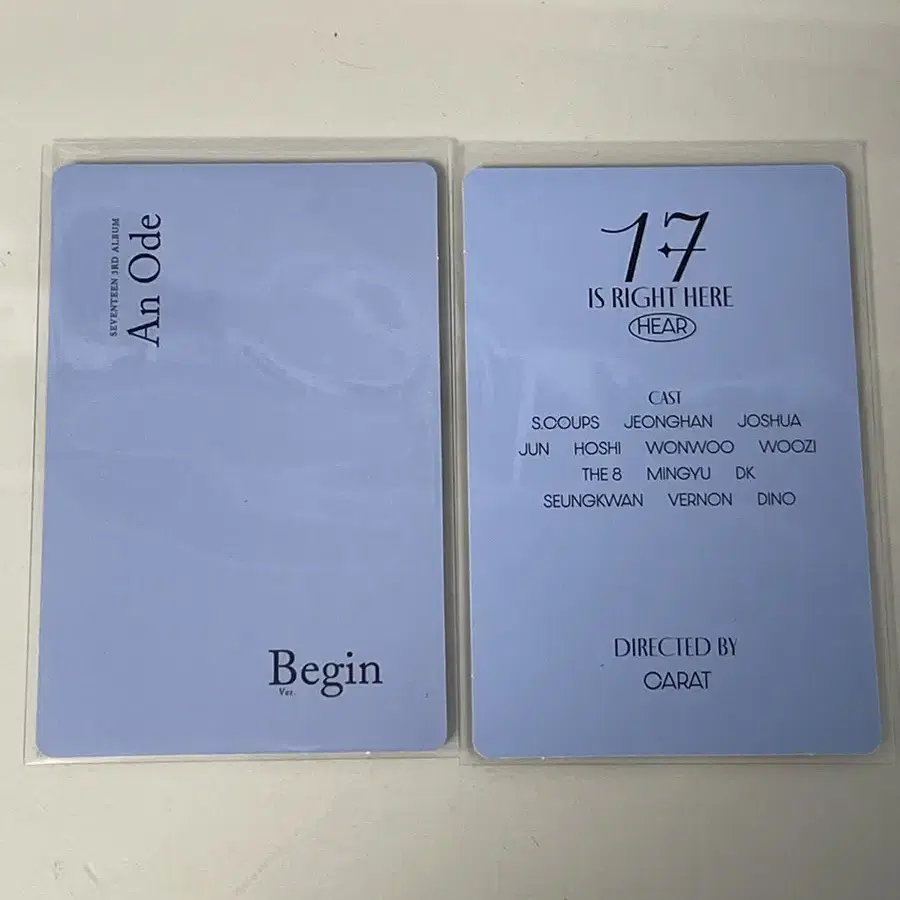 SEVENTEEN 3RD ALBUM
An Ode
Begin
Ver.
17
IS RIGHT HERE
HEAR
CAST
S.COUPS JEONGHAN JOSHUA
JUN HOSHI WONWOO WOOZI
THE 8 MINGYU DK
SEUNGKWAN VERNON DINO
DIRECTED BY
CARAT